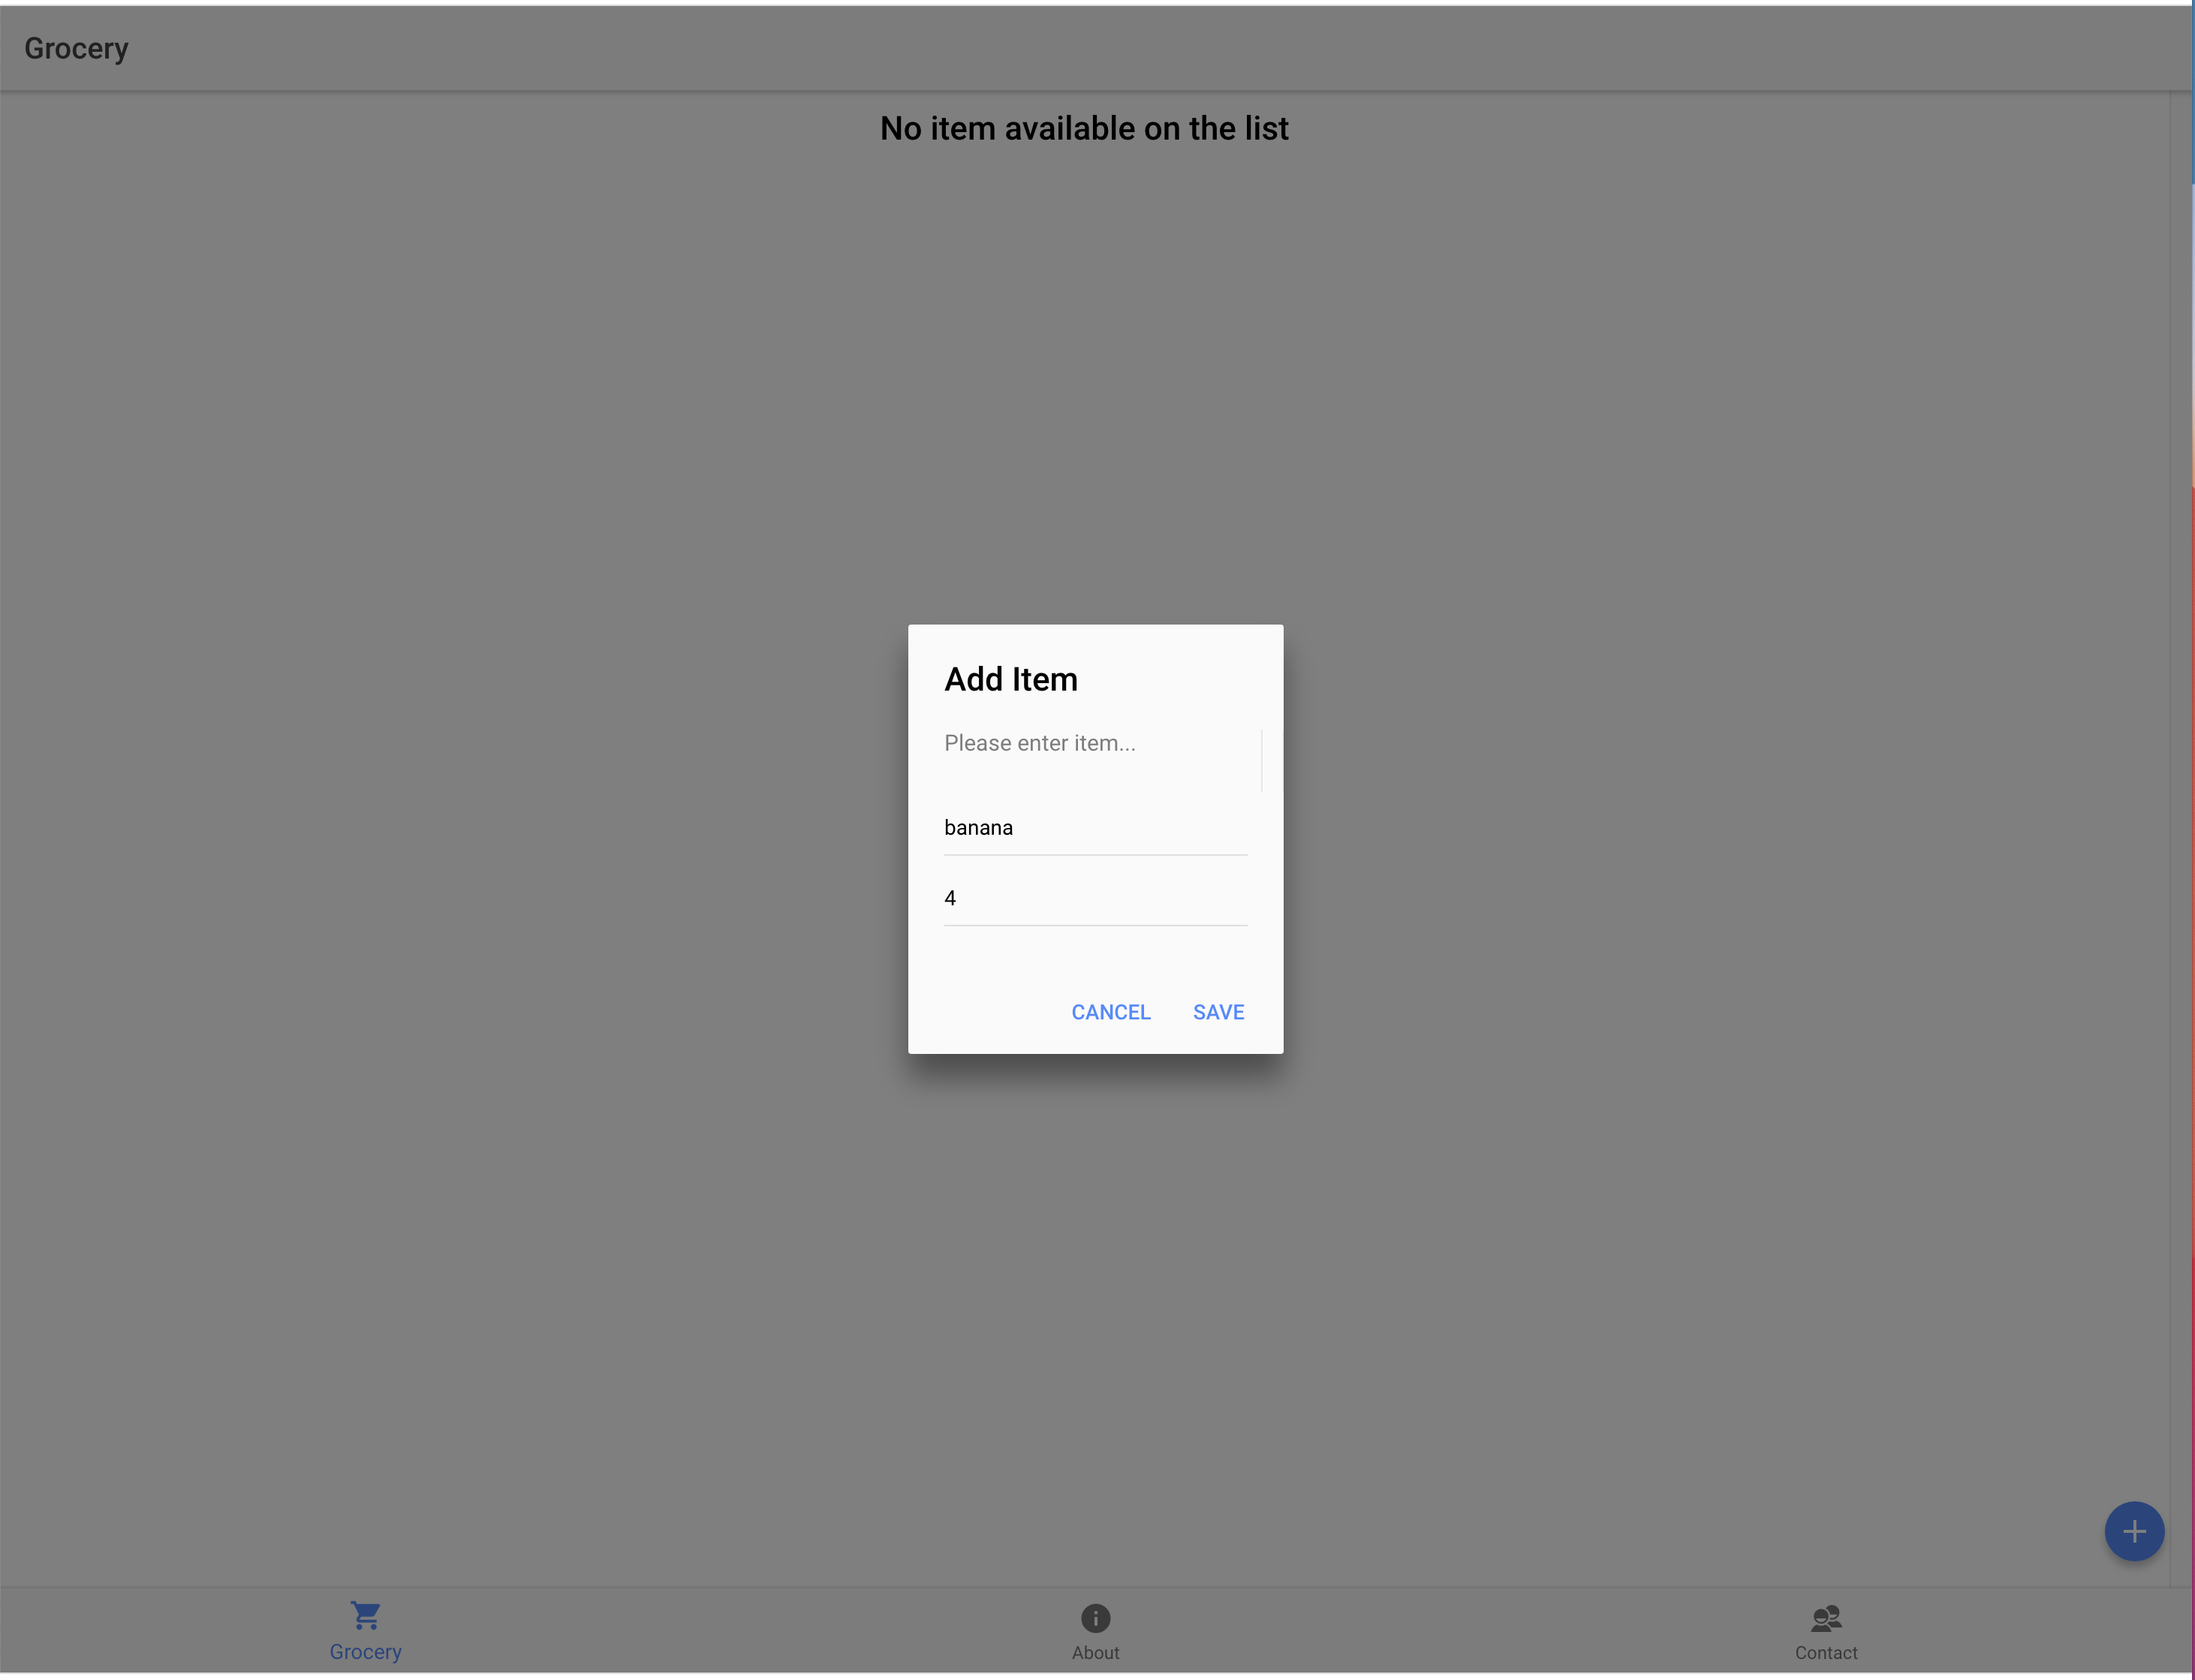 Grocery
No item available on the list
Add Item
Please enter item...
banana
4
CANCEL SAVE
Grocery About Contact